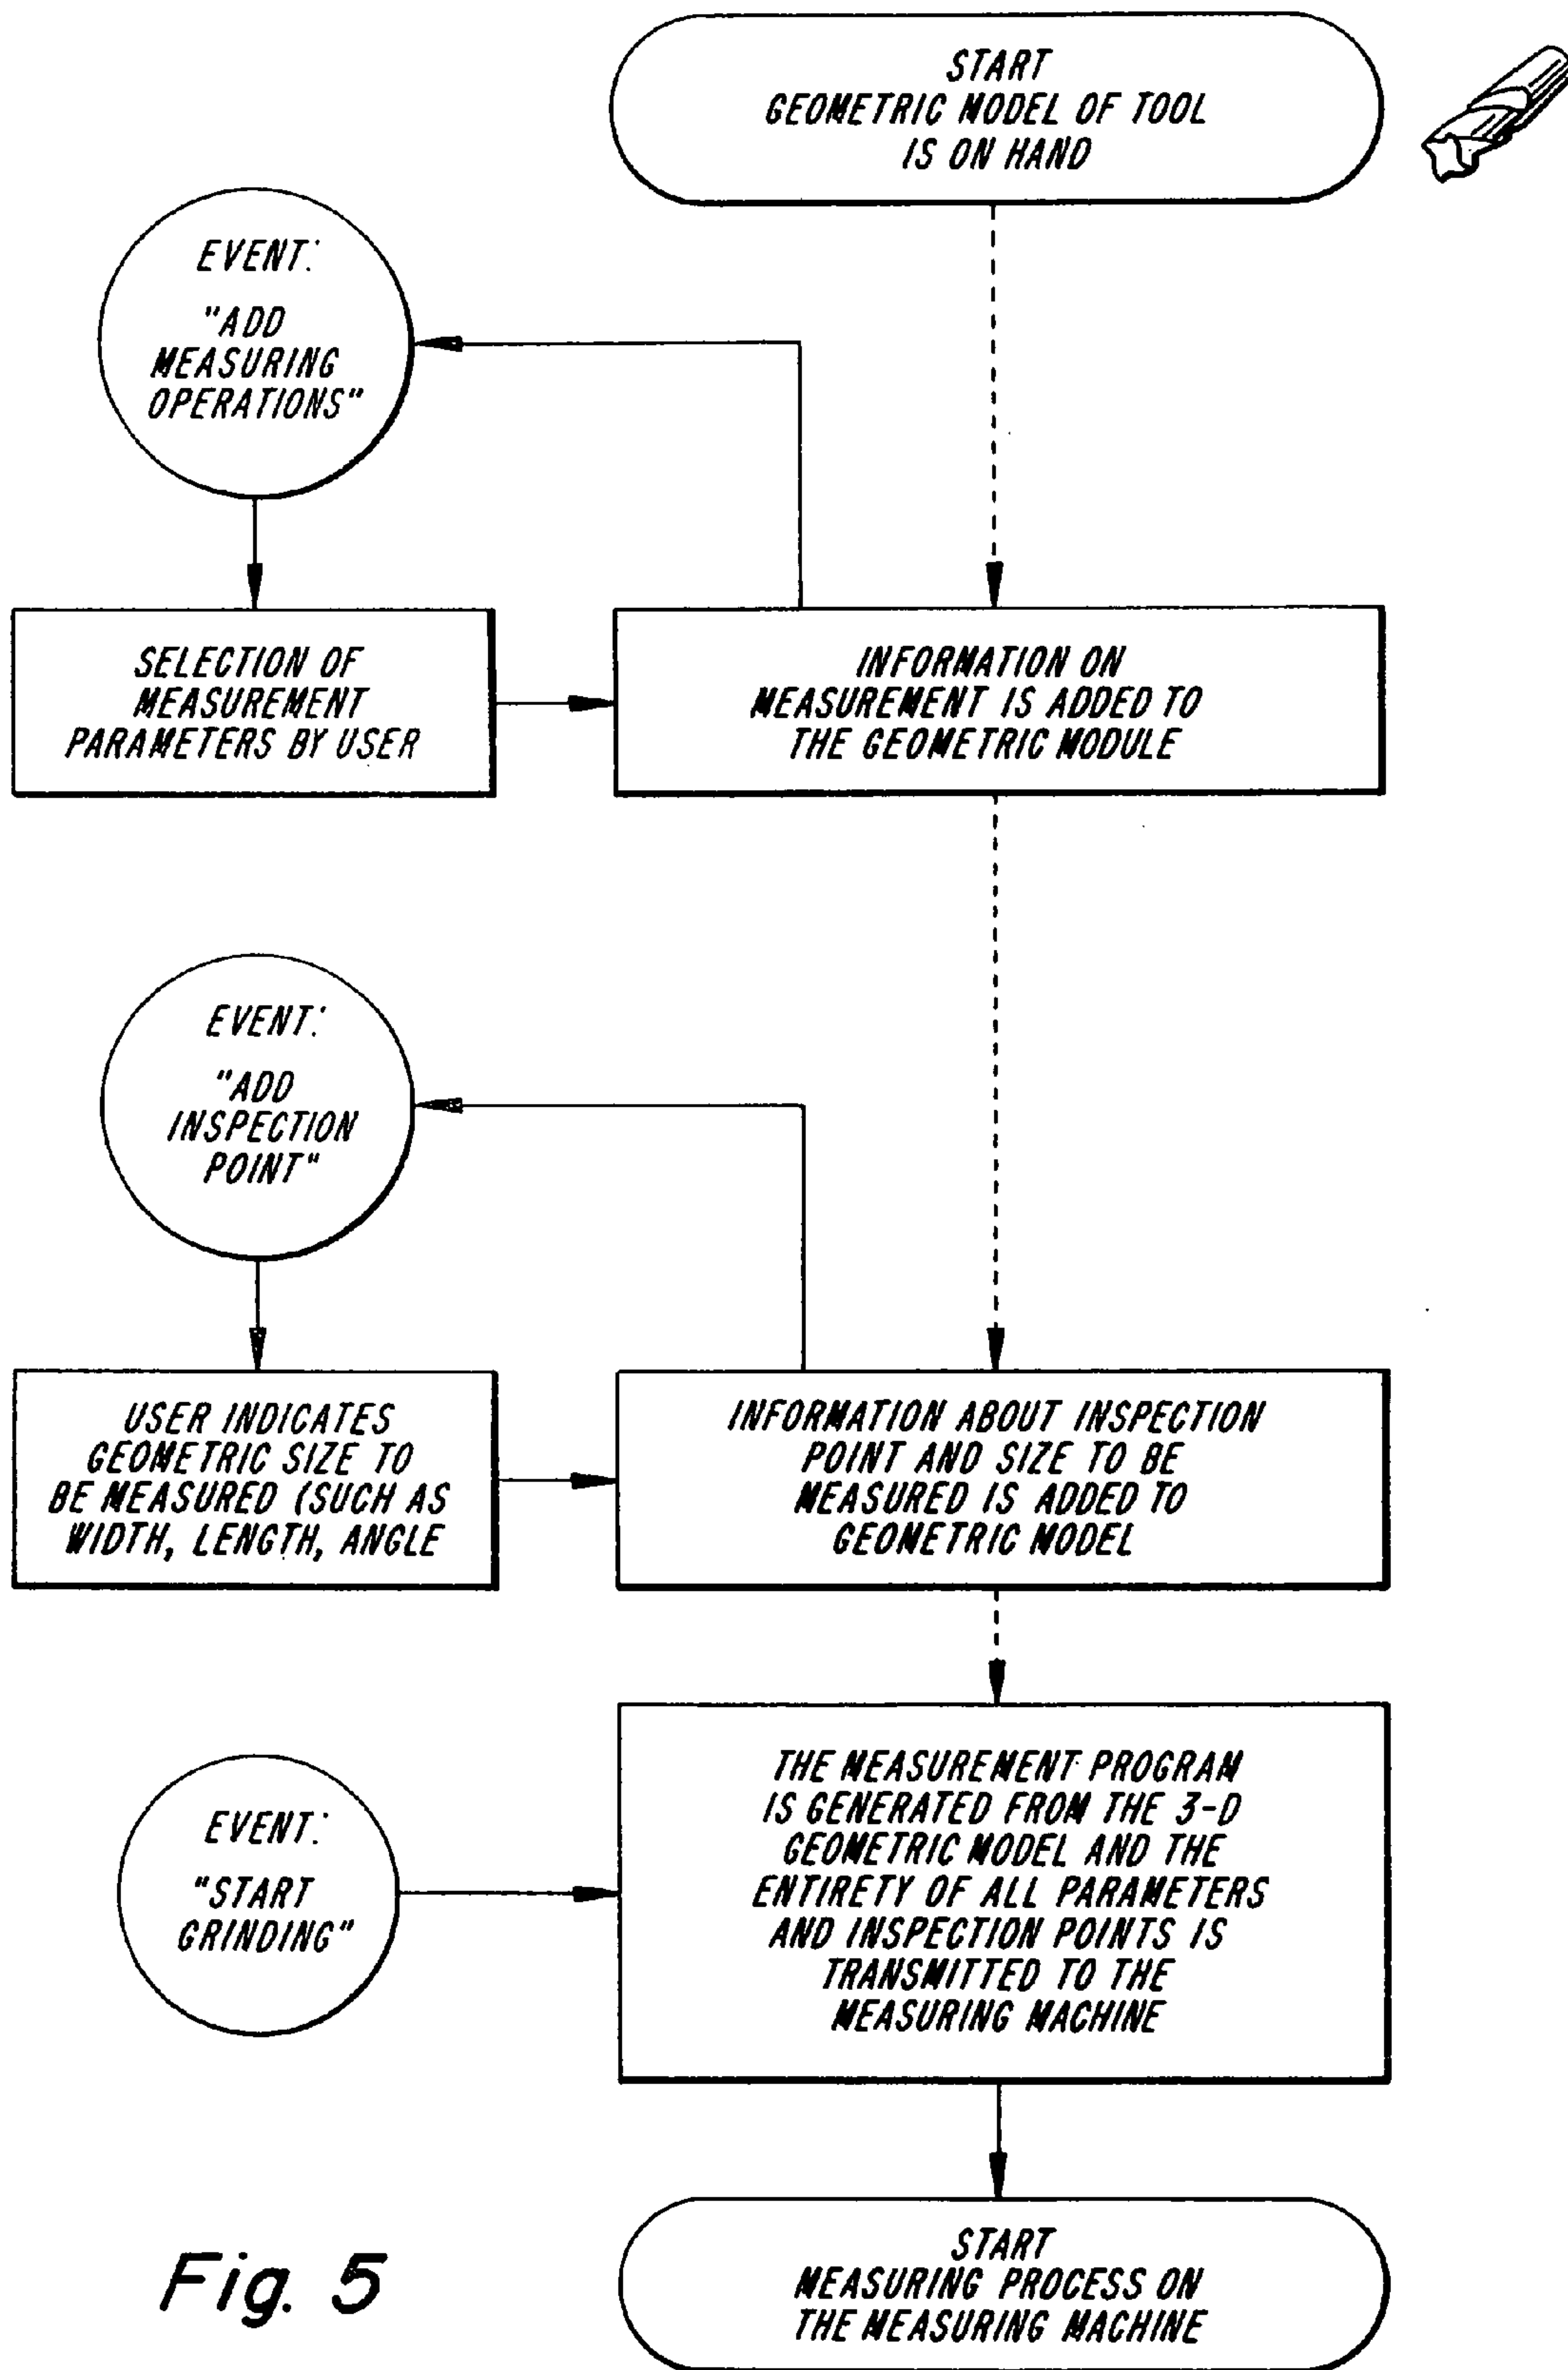 START
GEOMETRIC MODEL OF TOOL
IS ON HAND
EVENT:
"ADD
MEASURING
OPERATIONS"
SELECTION OF
MEASUREMENT
PARAMETERS BY USER
INFORMATION ON
MEASUREMENT IS ADDED TO
THE GEOMETRIC MODULE
EVENT:
"ADD
INSPECTION
POINT"
USER INDICATES
GEOMETRIC SIZE TO
BE MEASURED (SUCH AS
WIDTH, LENGTH, ANGLE
INFORMATION ABOUT INSPECTION
POINT AND SIZE TO BE
MEASURED IS ADDED TO
GEOMETRIC MODEL
EVENT:
"START
GRINDING"
THE MEASUREMENT PROGRAM
IS GENERATED FROM THE 3-D
GEOMETRIC MODEL AND THE
ENTIRETY OF ALL PARAMETERS
AND INSPECTION POINTS IS
TRANSMITTED TO THE
MEASURING MACHINE
START
MEASURING PROCESS ON
THE MEASURING MACHINE
Fig. 5